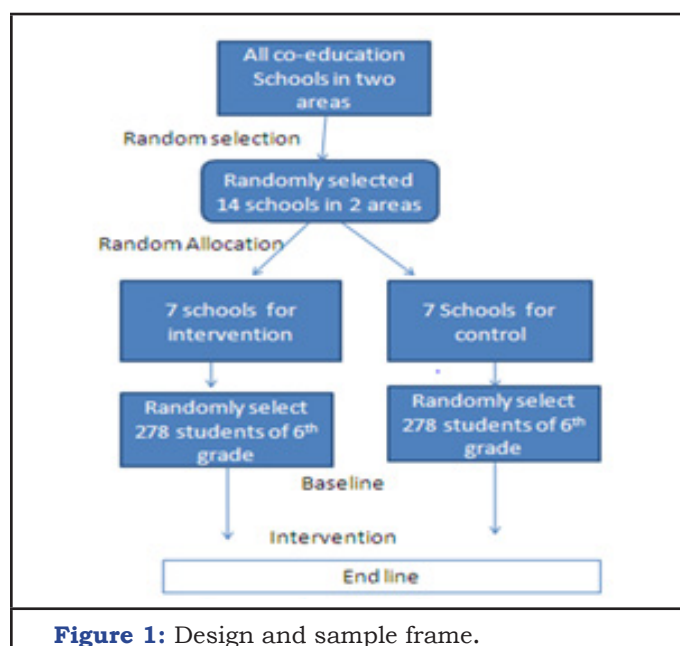 All co-education
Schools in two
areas
Random selection
Randomly selected
14 schools in 2 areas
Random Allocation
7 schools for
intervention
7 Schools for
control
Randomly select
278 students of 6th
grade
Randomly select
278 students of 6th
grade
Baseline
Intervention
End line
Figure 1: Design and sample frame.